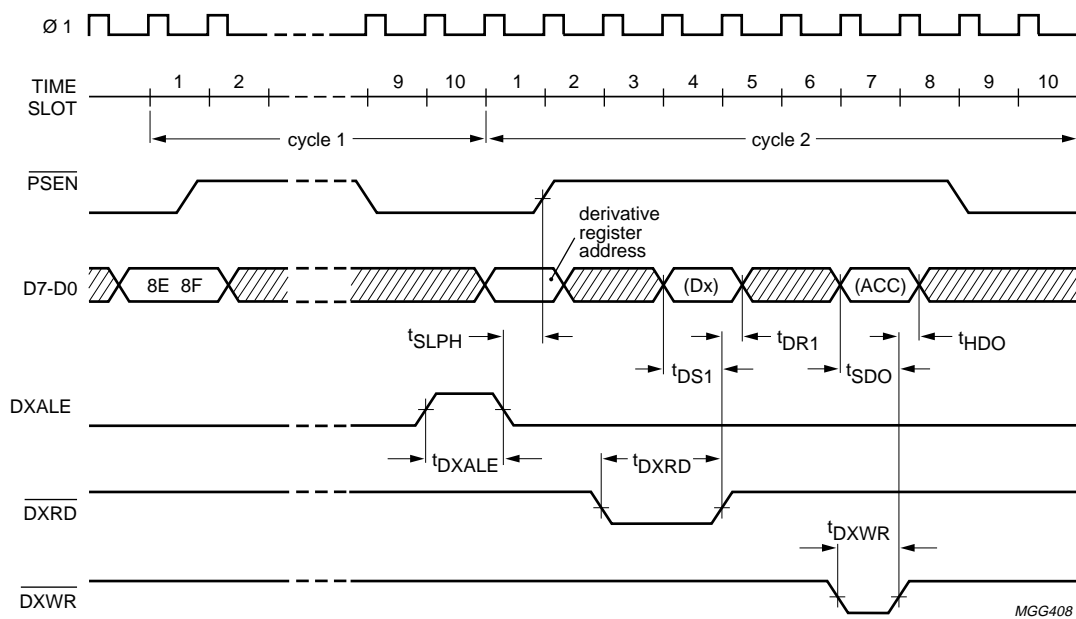 Ø 1
TIME SLOT
1 2 9 10 1 2 3 4 5 6 7 8 9 10
cycle 1
cycle 2
PSEN
derivative
register
address
D7-D0
8E 8F
(Dx)
(ACC)
tSLPH
tDR1
tHDO
tDS1
tSDO
DXALE
tDXALE
tDXRD
DXRD
tDXWR
DXWR
MGG408